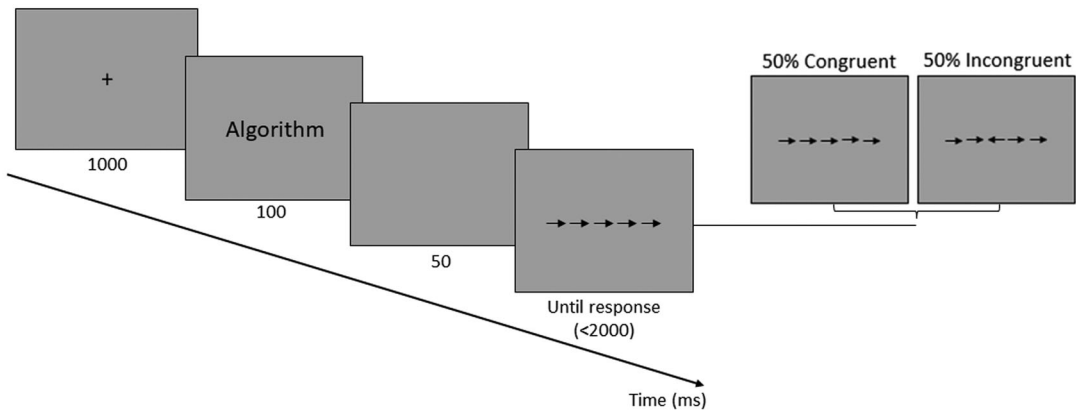 +
1000
Algorithm
100
50
Until response
(<2000)
Time (ms)
50% Congruent
50% Incongruent